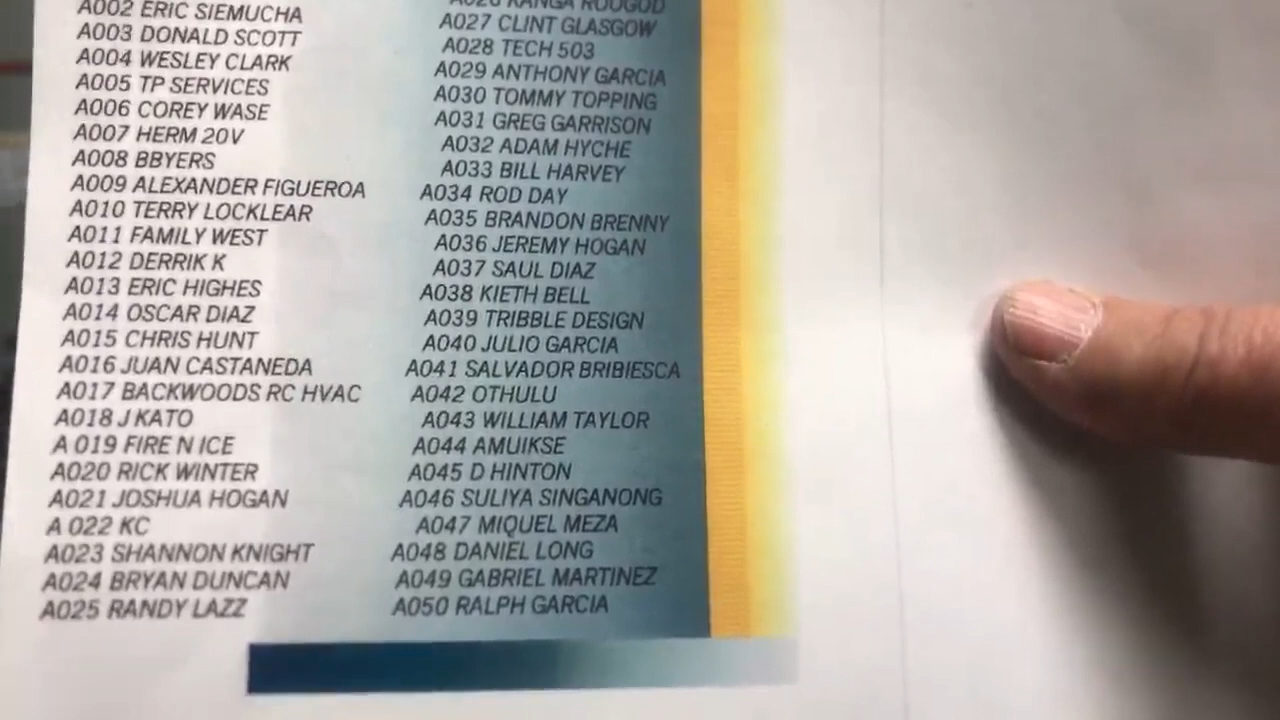 A002 ERIC SIEMUCHA
A003 DONALD SCOTT
A004 WESLEY CLARK
A005 TP SERVICES
A006 COREY WASE
A007 HERM 20V
A008 BBYERS
A009 ALEXANDER FIGUEROA
A010 TERRY LOCKLEAR
A011 FAMILY WEST
A012 DERRIK K
A013 ERIC HIGHES
A014 OSCAR DIAZ
A015 CHRIS HUNT
A016 JUAN CASTANEDA
A017 BACKWOODS RC HVAC
A018 J KATO
A 019 FIRE N ICE
A020 RICK WINTER
A021 JOSHUA HOGAN
A 022 KC
A023 SHANNON KNIGHT
A024 BRYAN DUNCAN
A025 RANDY LAZZ
A026 KANGA ROOGOD
A027 CLINT GLASGOW
A028 TECH 503
A029 ANTHONY GARCIA
A030 TOMMY TOPPING
A031 GREG GARRISON
A032 ADAM HYCHE
A033 BILL HARVEY
A034 ROD DAY
A035 BRANDON BRENNY
A036 JEREMY HOGAN
A037 SAUL DIAZ
A038 KIETH BELL
A039 TRIBBLE DESIGN
A040 JULIO GARCIA
A041 SALVADOR BRIBIESCA
A042 OTHULU
A043 WILLIAM TAYLOR
A044 AMUIKSE
A045 D HINTON
A046 SULIYA SINGANONG
A047 MIQUEL MEZA
A048 DANIEL LONG
A049 GABRIEL MARTINEZ
A050 RALPH GARCIA